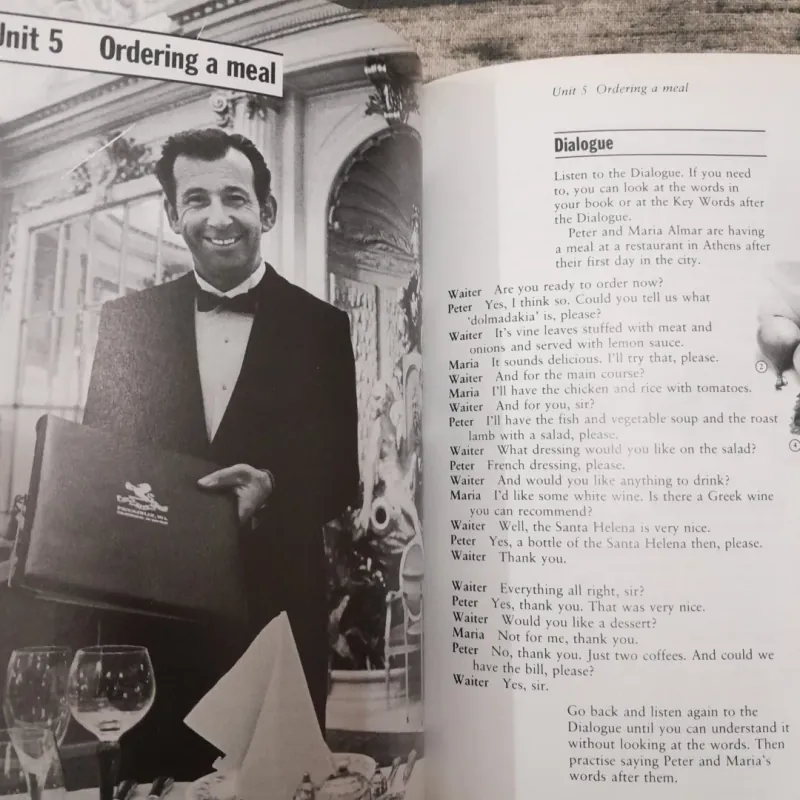 Unit 5 Ordering a meal
PICCADILLY, W.1.
Unit 5 Ordering a meal
Dialogue
Listen to the Dialogue. If you need
to, you can look at the words in
your book or at the Key Words after
the Dialogue.
Peter and Maria Almar are having
a meal at a restaurant in Athens after
their first day in the city.
Waiter Are you ready to order now?
Peter Yes, I think so. Could you tell us what
'dolmadakia' is, please?
Waiter It's vine leaves stuffed with meat and
onions and served with lemon sauce.
Maria It sounds delicious. I'll try that, please.
Waiter And for the main course?
Maria I'll have the chicken and rice with tomatoes.
Waiter And for you, sir?
Peter I'll have the fish and vegetable soup and the roast
lamb with a salad, please.
Waiter What dressing would you like on the salad?
Peter French dressing, please.
Waiter And would you like anything to drink?
Maria I'd like some white wine. Is there a Greek wine
you can recommend?
Waiter Well, the Santa Helena is very nice.
Peter Yes, a bottle of the Santa Helena then, please.
Waiter Thank you.
Waiter Everything all right, sir?
Peter Yes, thank you. That was very nice.
Waiter Would you like a dessert?
Maria Not for me, thank you.
Peter No, thank you. Just two coffees. And could we
have the bill, please?
Waiter Yes, sir.
Go back and listen again to the
Dialogue until you can understand it
without looking at the words. Then
practise saying Peter and Maria's
words after them.
2
4